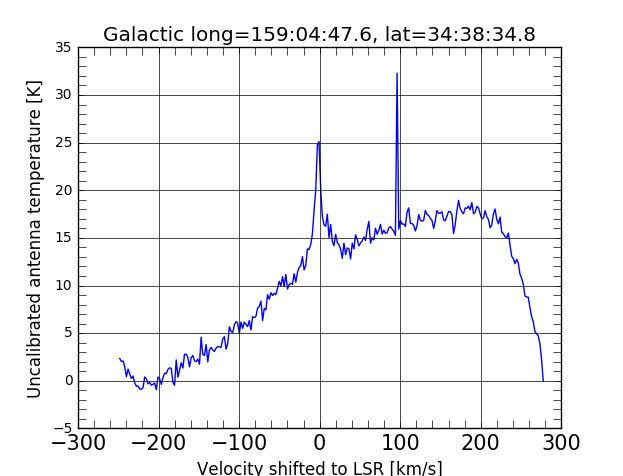 Galactic long=159:04:47.6, lat=34:38:34.8
Uncalibrated antenna temperature [K]
35
30
25
20
15
10
5
0
−5
−300 −200 −100 0 100 200 300
Velocity shifted to LSR [km/s]